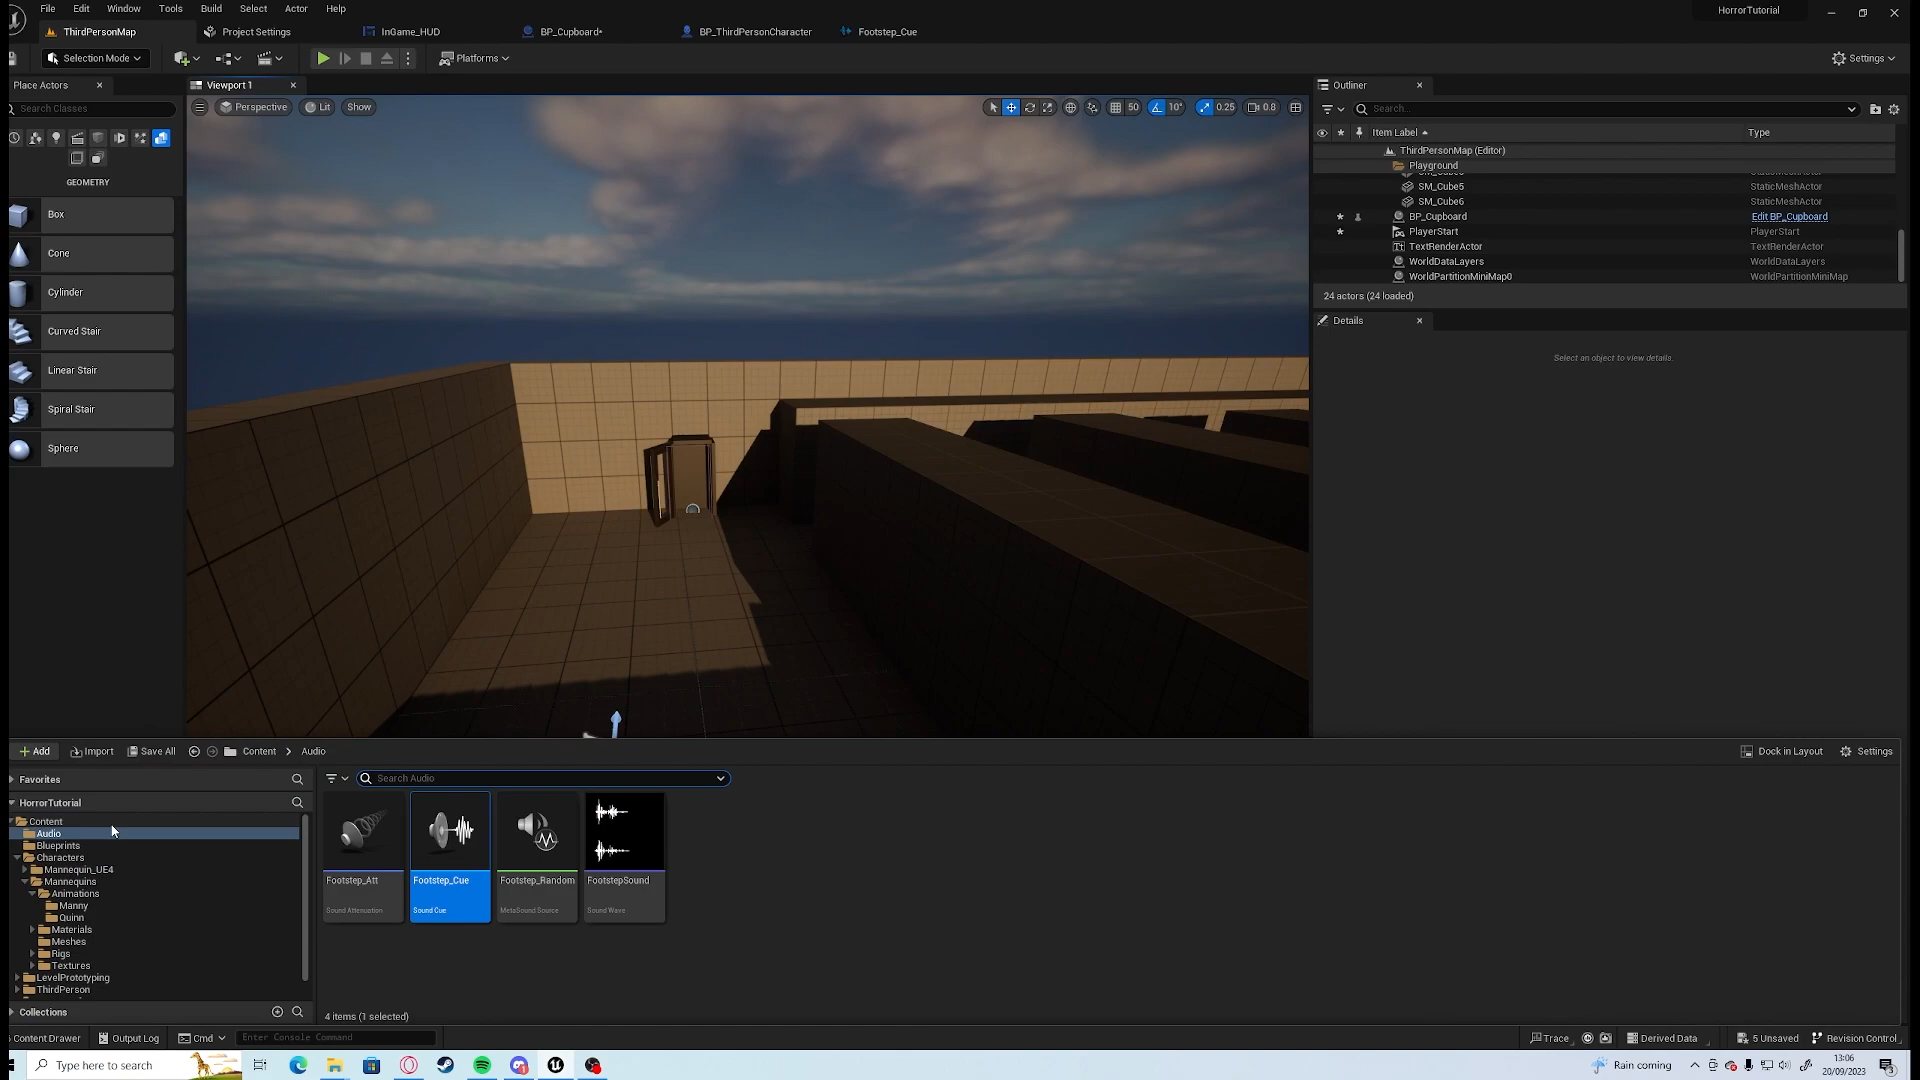 File Edit Window Tools Build Select Actor Help
HorrorTutorial
ThirdPersonMap Project Settings InGame_HUD BP_Cupboard* BP_ThirdPersonCharacter Footstep_Cue
Selection Mode Platforms Settings
Place Actors Viewport 1 Outliner
Search Classes Perspective Lit Show 50 10° 0.25 0.8 Search...
Item Label Type
ThirdPersonMap (Editor)
Playground
SM_Cube5 StaticMeshActor
SM_Cube6 StaticMeshActor
BP_Cupboard Edit BP_Cupboard
PlayerStart PlayerStart
TextRenderActor TextRenderActor
WorldDataLayers WorldDataLayers
WorldPartitionMiniMap0 WorldPartitionMiniMap
24 actors (24 loaded)
Details
Select an object to view details.
GEOMETRY
Box
Cone
Cylinder
Curved Stair
Linear Stair
Spiral Stair
Sphere
Add Import Save All Content Audio Dock in Layout Settings
Favorites
Search Audio
HorrorTutorial
Content
Audio
Blueprints
Characters
Mannequin_UE4
Mannequins
Animations
Manny
Quinn
Materials
Meshes
Rigs
Textures
LevelPrototyping
ThirdPerson
Collections
Footstep_Att Footstep_Cue Footstep_Random FootstepSound
Sound Attenuation Sound Cue MetaSound Source Sound Wave
4 items (1 selected)
Content Drawer Output Log Cmd Enter Console Command Trace Derived Data 5 Unsaved Revision Control
Type here to search Rain coming 13:06
20/09/2023